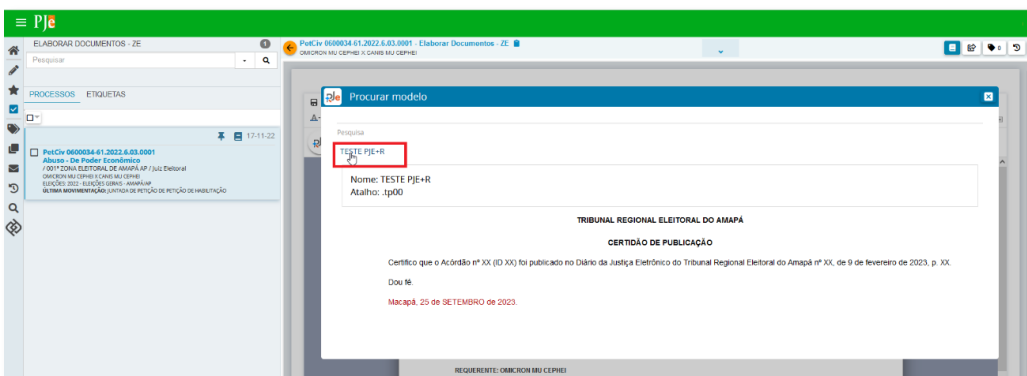 PJe
ELABORAR DOCUMENTOS - ZE
1
Pesquisar
PROCESSOS ETIQUETAS
17-11-22
PetCiv 0600034-61.2022.6.03.0001
Abuso - De Poder Econômico
/ 001ª ZONA ELEITORAL DE AMAPÁ AP / Juiz Eleitoral
OMICRON MU CEPHEI X CANIS MU CEPHEI
ELEIÇÕES: 2022 - ELEIÇÕES GERAIS - AMAPÁ/AP
ÚLTIMA MOVIMENTAÇÃO: JUNTADA DE PETIÇÃO DE PETIÇÃO DE HABILITAÇÃO
PetCiv 0600034-61.2022.6.03.0001 - Elaborar Documentos - ZE
OMICRON MU CEPHEI X CANIS MU CEPHEI
PJe Procurar modelo
Pesquisa
TESTE PJE+R
Nome: TESTE PJE+R
Atalho: .tp00
TRIBUNAL REGIONAL ELEITORAL DO AMAPÁ
CERTIDÃO DE PUBLICAÇÃO
Certifico que o Acórdão nº XX (ID XX) foi publicado no Diário da Justiça Eletrônico do Tribunal Regional Eleitoral do Amapá nº XX, de 9 de fevereiro de 2023, p. XX.
Dou fé.
Macapá, 25 de SETEMBRO de 2023.
REQUERENTE: OMICRON MU CEPHEI